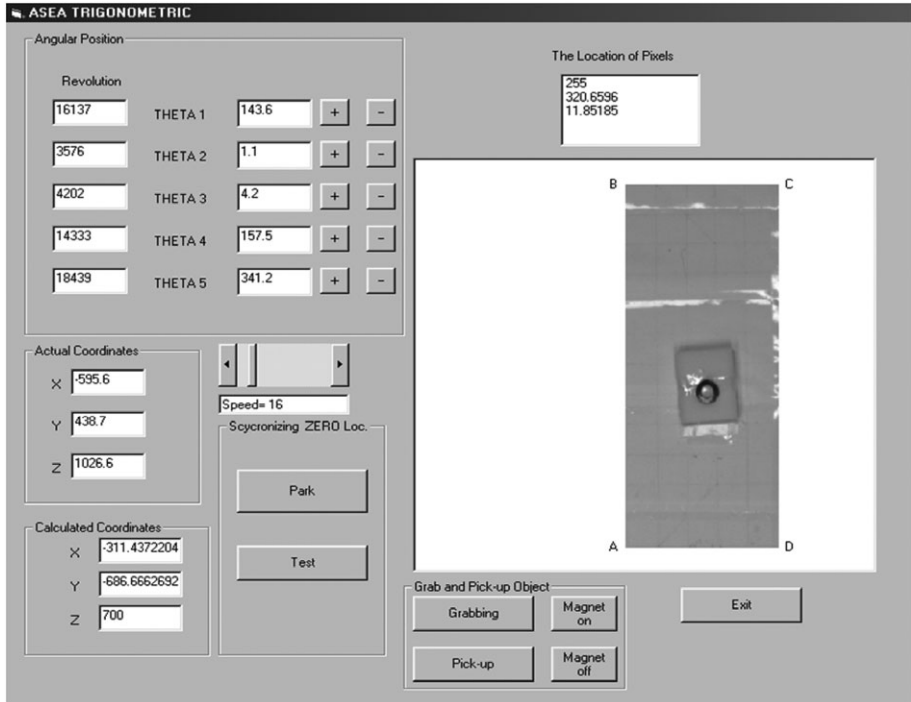 ASEA TRIGONOMETRIC
Angular Position
Revolution
16137 THETA 1 143.6 + -
3576 THETA 2 1.1 + -
4202 THETA 3 4.2 + -
14333 THETA 4 157.5 + -
18439 THETA 5 341.2 + -
The Location of Pixels
255
320.6596
11.85185
B C
A D
Actual Coordinates
X -595.6
Y 438.7
Z 1026.6
Speed= 16
Scycronizing ZERO Loc.
Park
Test
Calculated Coordinates
X -311.4372204
Y -686.6662692
Z 700
Grab and Pick-up Object
Grabbing
Magnet
on
Pick-up
Magnet
off
Exit